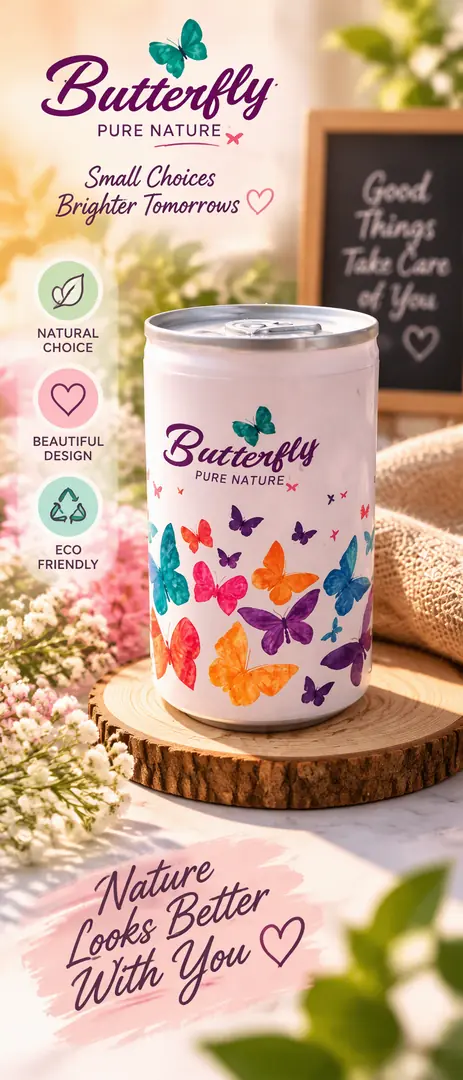 Butterfly
PURE NATURE
Small Choices
Brighter Tomorrows
Good
Things
Take Care
of You
NATURAL
CHOICE
BEAUTIFUL
DESIGN
ECO
FRIENDLY
Butterfly
PURE NATURE
Nature
Looks Better
With You